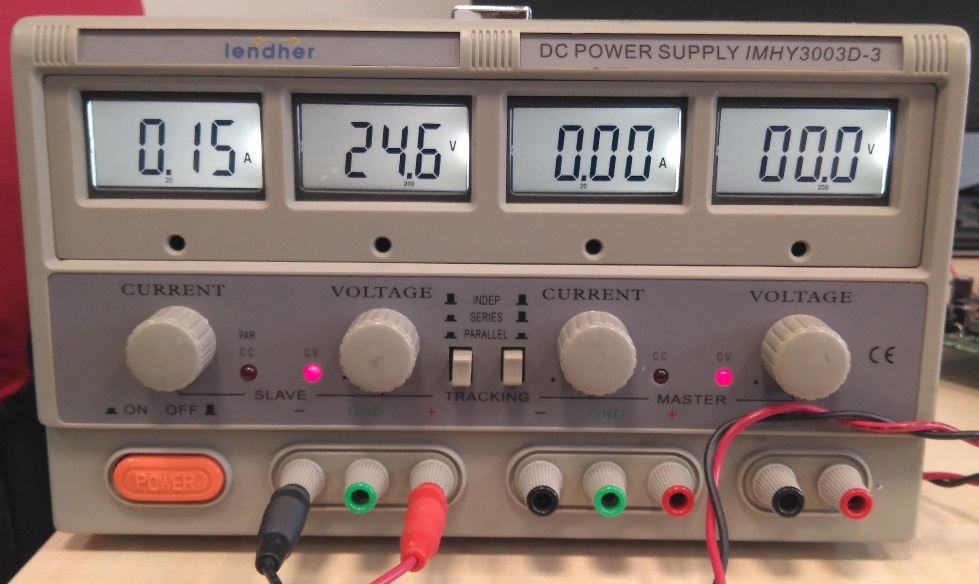 lendher
DC POWER SUPPLY IMHY3003D-3
0.15 A
20
24.6 V
200
0.00 A
20
00.0 V
200
CURRENT
VOLTAGE
INDEP
SERIES
PARALLEL
CURRENT
VOLTAGE
PAR
C.C.
C.V.
C.C.
C.V.
CE
SLAVE
TRACKING
MASTER
ON OFF
− GND +
− GND +
POWER